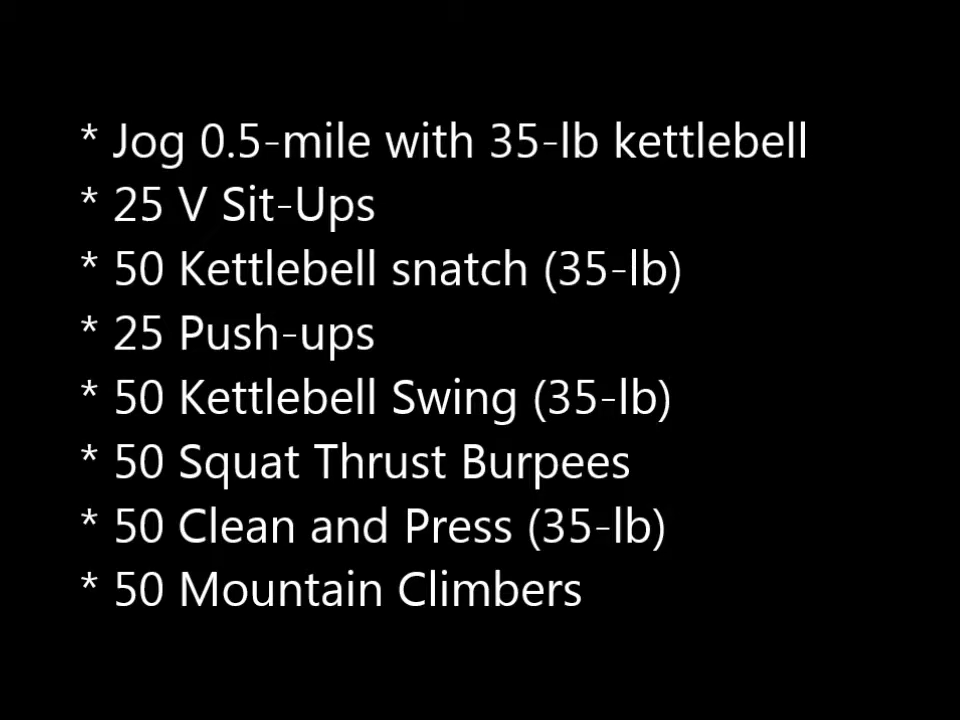 * Jog 0.5-mile with 35-lb kettlebell
* 25 V Sit-Ups
* 50 Kettlebell snatch (35-lb)
* 25 Push-ups
* 50 Kettlebell Swing (35-lb)
* 50 Squat Thrust Burpees
* 50 Clean and Press (35-lb)
* 50 Mountain Climbers